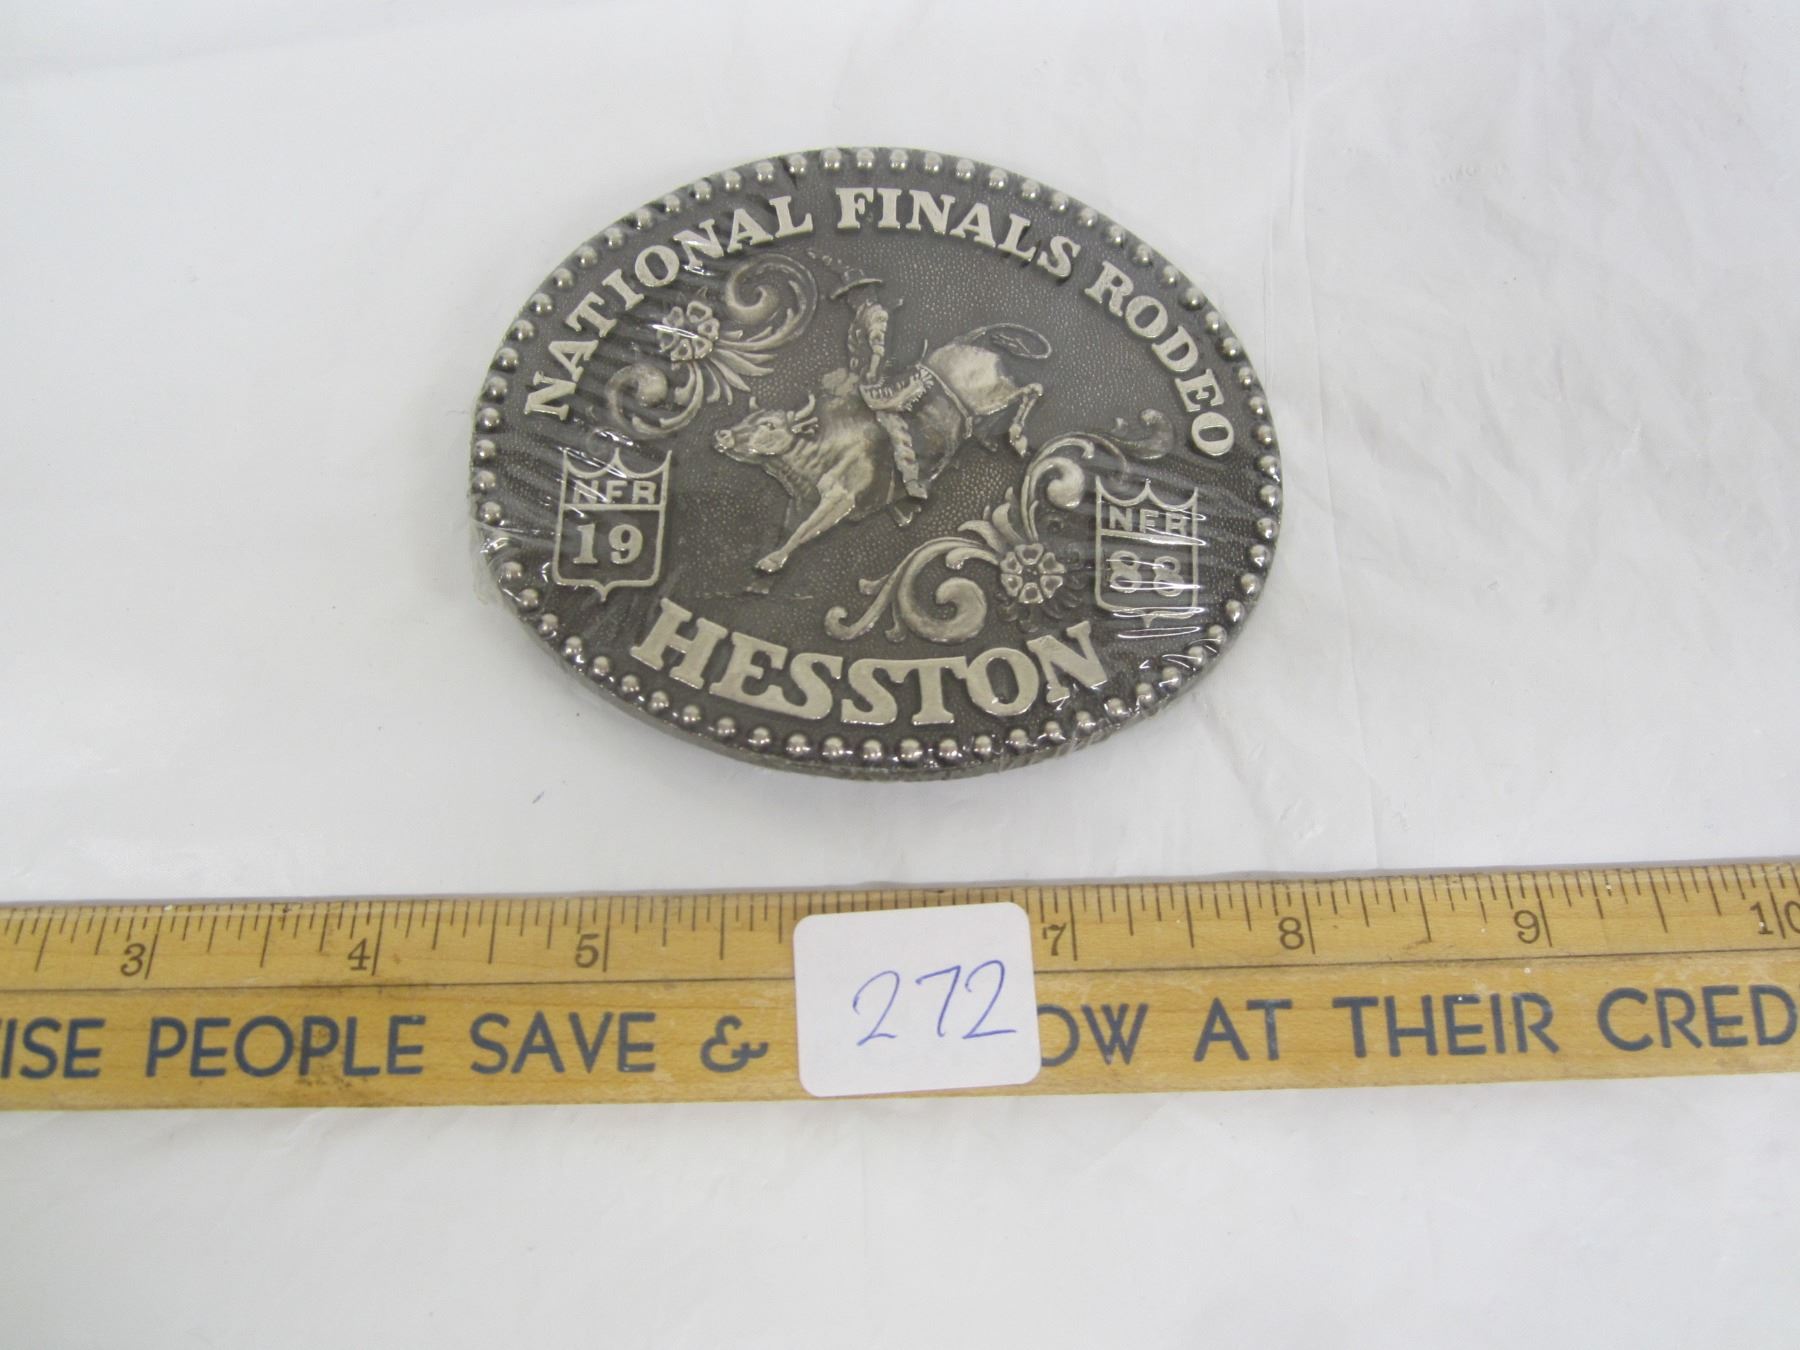 NATIONAL FINALS RODEO
NFR
19
NFR
88
HESSTON
3 4 5 7 8 9 10
272
ISE PEOPLE SAVE & OW AT THEIR CRED